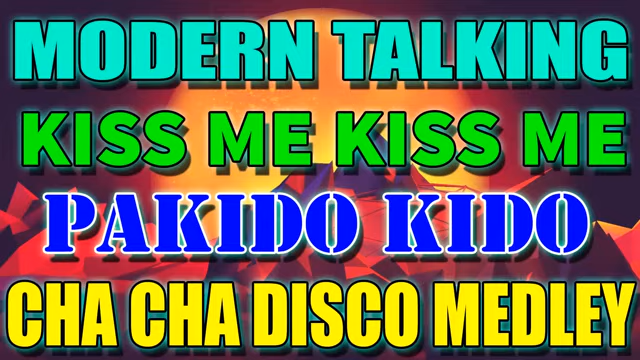 MODERN TALKING
KISS ME KISS ME
PAKIDO KIDO
CHA CHA DISCO MEDLEY